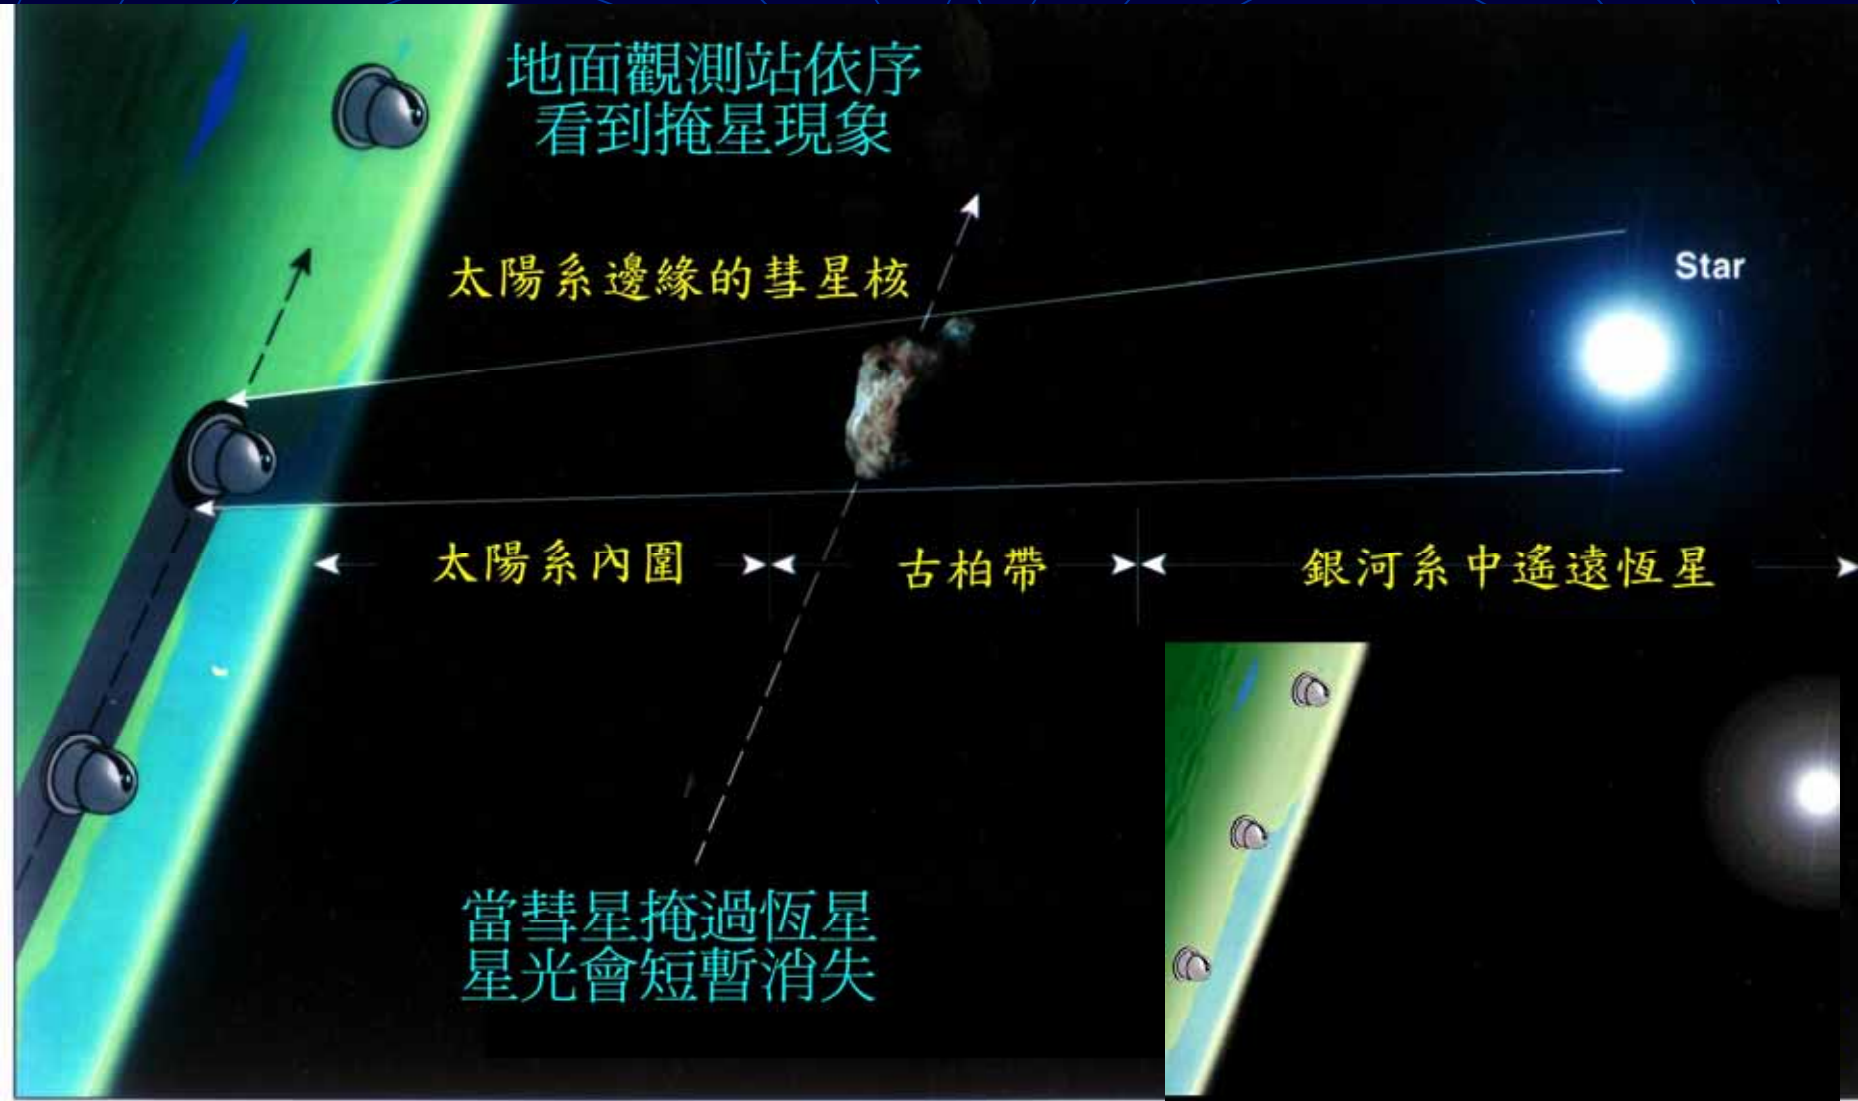 地面觀測站依序
看到掩星現象
太陽系邊緣的彗星核
Star
太陽系內圍
古柏帶
銀河系中遙遠恆星
當彗星掩過恆星
星光會短暫消失